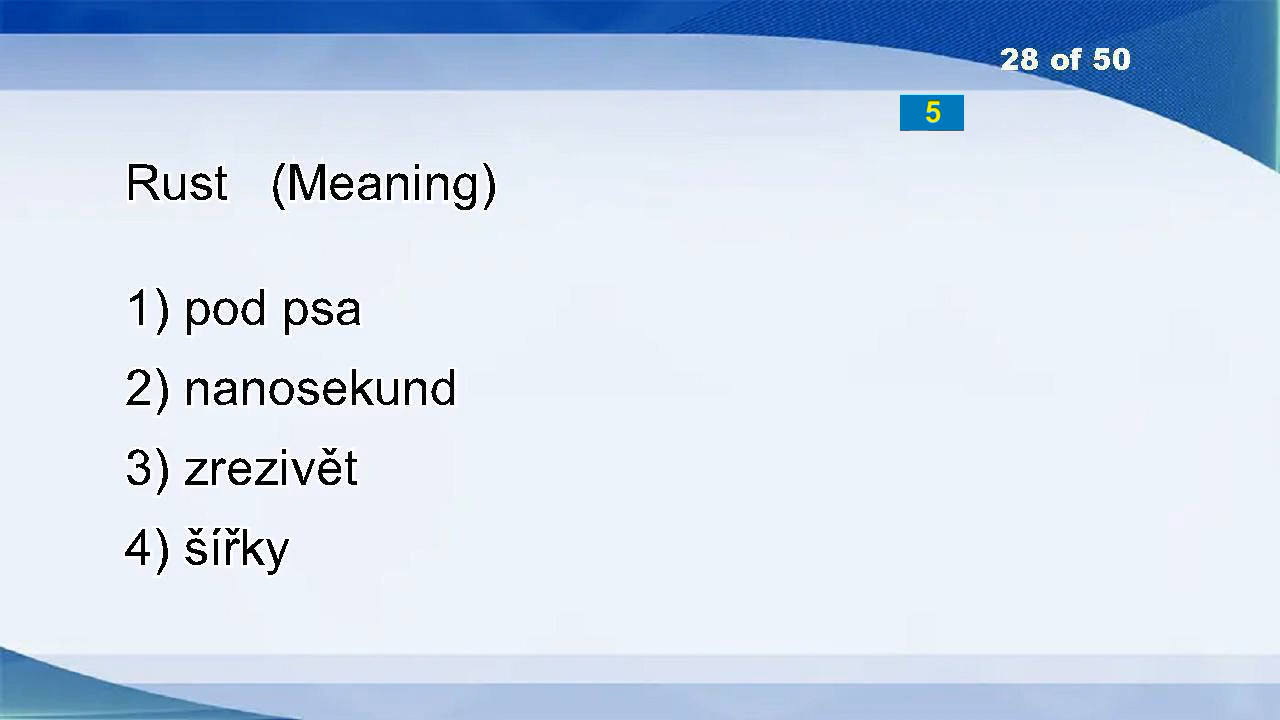 28 of 50
5
Rust (Meaning)
1) pod psa
2) nanosekund
3) zrezivět
4) šířky